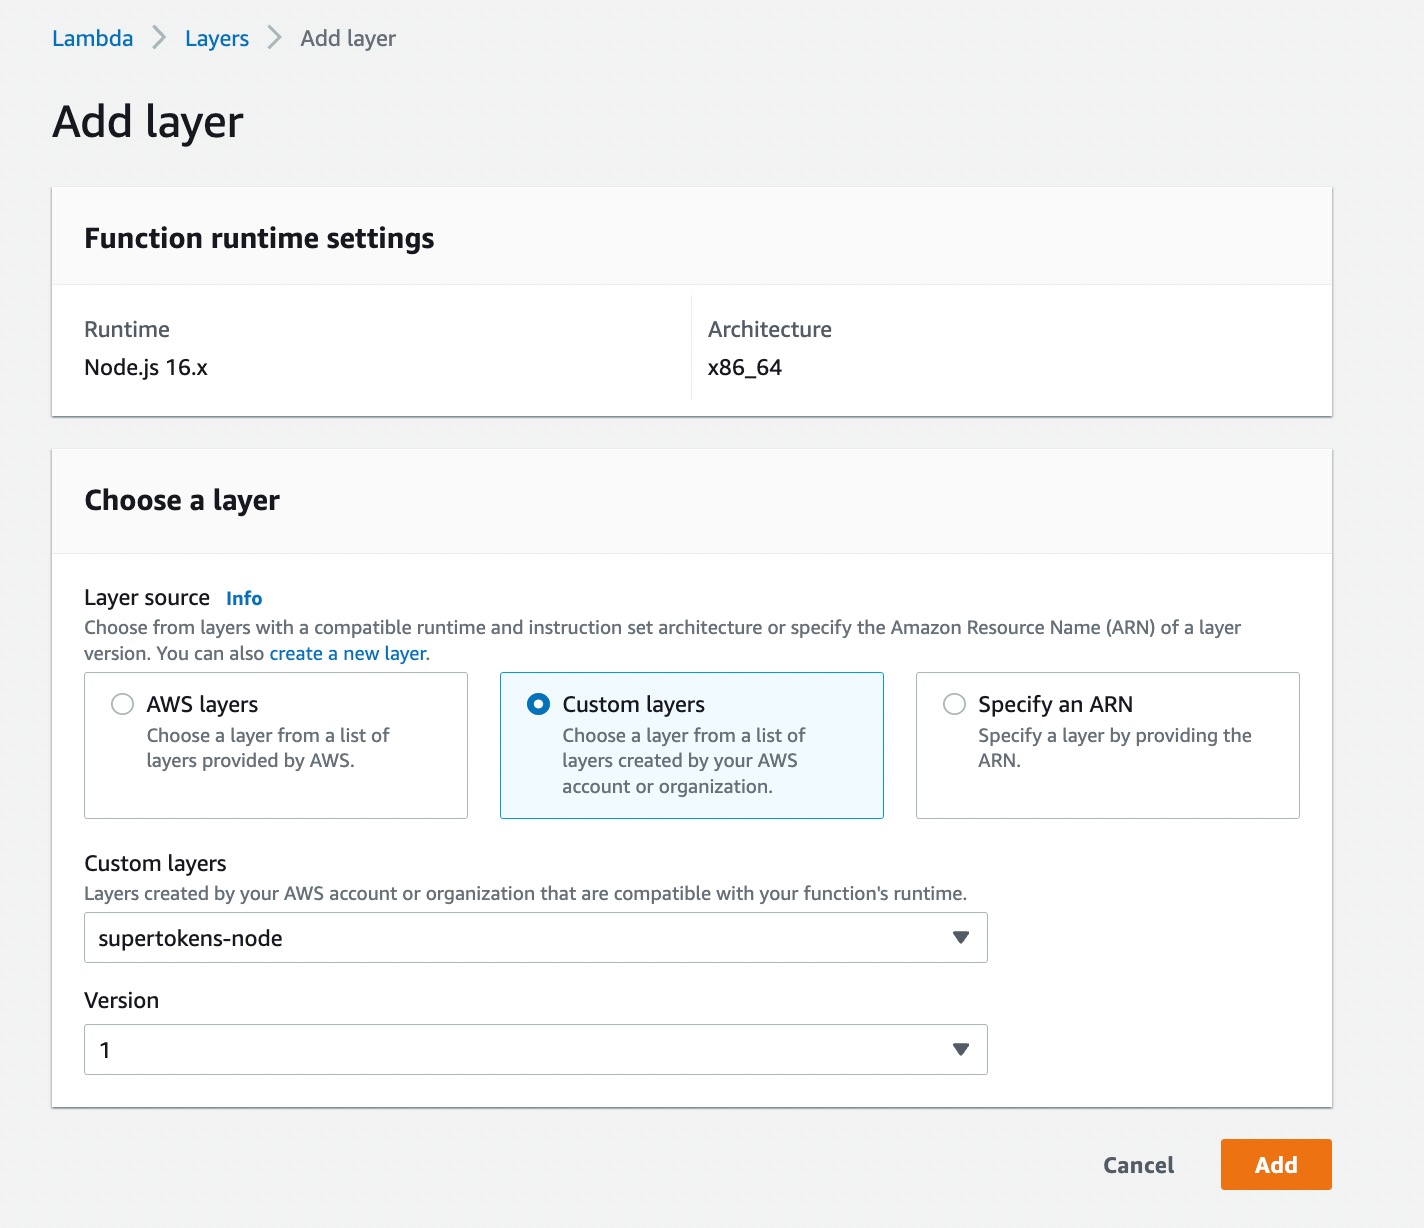 Lambda > Layers > Add layer
Add layer
Function runtime settings
Runtime
Node.js 16.x
Architecture
x86_64
Choose a layer
Layer source Info
Choose from layers with a compatible runtime and instruction set architecture or specify the Amazon Resource Name (ARN) of a layer
version. You can also create a new layer.
AWS layers
Choose a layer from a list of
layers provided by AWS.
Custom layers
Choose a layer from a list of
layers created by your AWS
account or organization.
Specify an ARN
Specify a layer by providing the
ARN.
Custom layers
Layers created by your AWS account or organization that are compatible with your function's runtime.
supertokens-node
Version
1
Cancel
Add